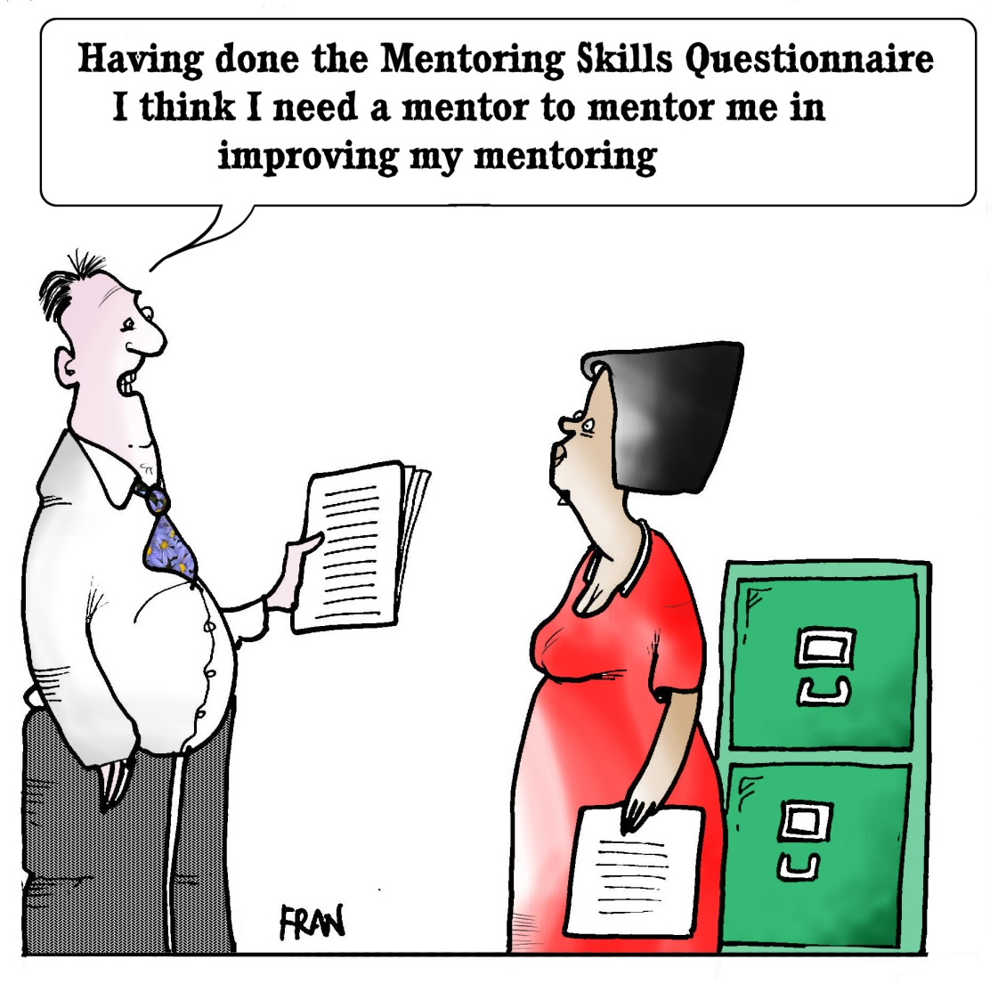 Having done the Mentoring Skills Questionnaire
I think I need a mentor to mentor me in
improving my mentoring
FRAN